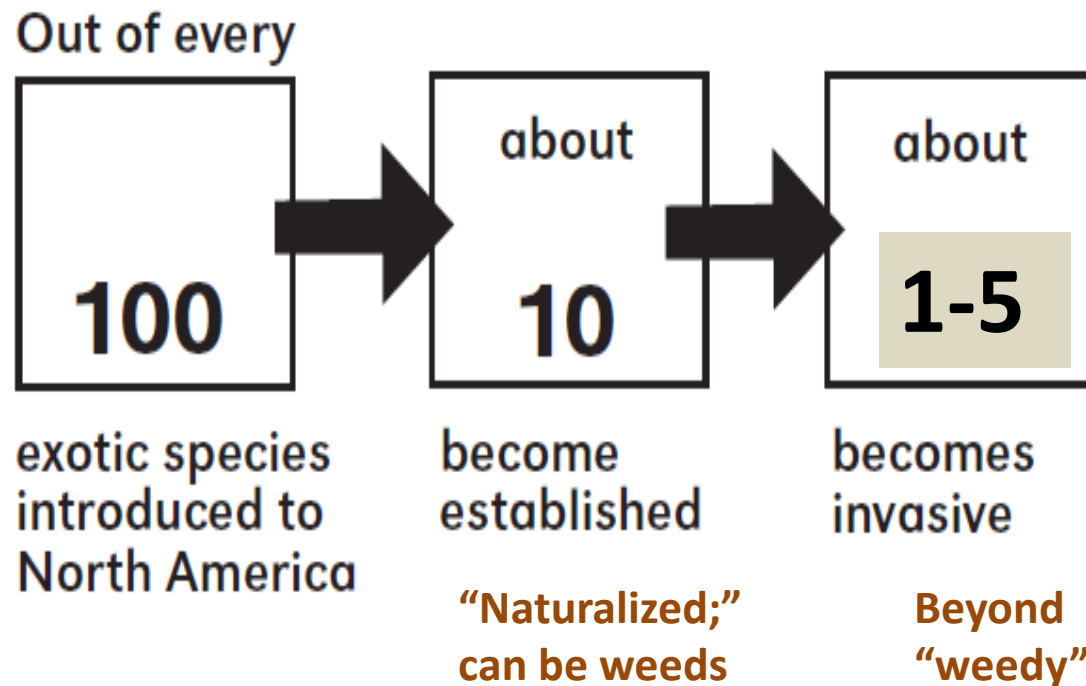 Out of every
100
exotic species
introduced to
North America
about
10
become
established
“Naturalized;”
can be weeds
about
1-5
becomes
invasive
Beyond
“weedy”